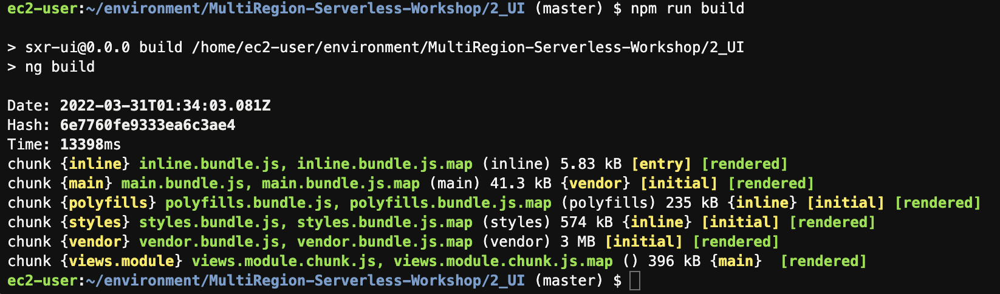 ec2-user:~/environment/MultiRegion-Serverless-Workshop/2_UI (master) $ npm run build
> sxr-ui@0.0.0 build /home/ec2-user/environment/MultiRegion-Serverless-Workshop/2_UI
> ng build
Date: 2022-03-31T01:34:03.081Z
Hash: 6e7760fe9333ea6c3ae4
Time: 13398ms
chunk {inline} inline.bundle.js, inline.bundle.js.map (inline) 5.83 kB [entry] [rendered]
chunk {main} main.bundle.js, main.bundle.js.map (main) 41.3 kB {vendor} [initial] [rendered]
chunk {polyfills} polyfills.bundle.js, polyfills.bundle.js.map (polyfills) 235 kB {inline} [initial] [rendered]
chunk {styles} styles.bundle.js, styles.bundle.js.map (styles) 574 kB {inline} [initial] [rendered]
chunk {vendor} vendor.bundle.js, vendor.bundle.js.map (vendor) 3 MB [initial] [rendered]
chunk {views.module} views.module.chunk.js, views.module.chunk.js.map () 396 kB {main}  [rendered]
ec2-user:~/environment/MultiRegion-Serverless-Workshop/2_UI (master) $